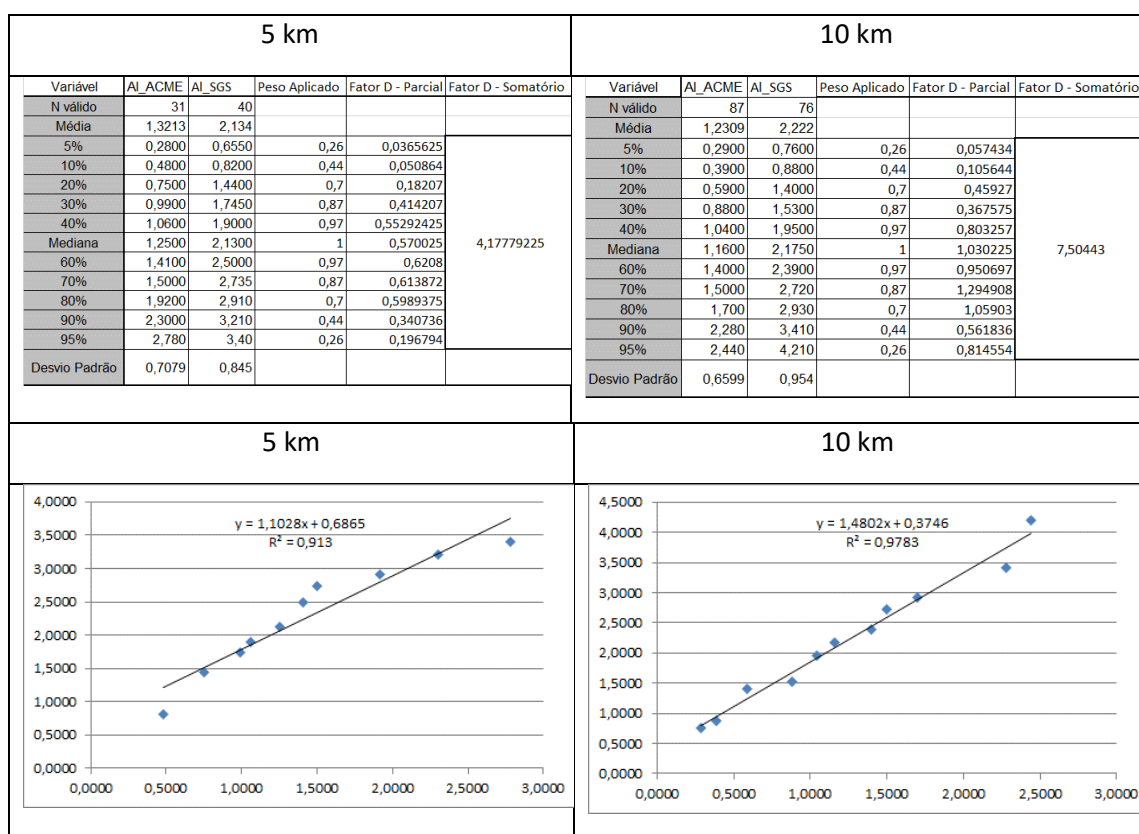 5 km
Variável Al_ACME Al_SGS Peso Aplicado Fator D - Parcial Fator D - Somatório
N válido 31 40
Média 1,3213 2,134
5% 0,2800 0,6550 0,26 0,0365625
10% 0,4800 0,8200 0,44 0,050864
20% 0,7500 1,4400 0,7 0,18207
30% 0,9900 1,7450 0,87 0,414207
40% 1,0600 1,9000 0,97 0,55292425
Mediana 1,2500 2,1300 1 0,570025 4,17779225
60% 1,4100 2,5000 0,97 0,6208
70% 1,5000 2,735 0,87 0,613872
80% 1,9200 2,910 0,7 0,5989375
90% 2,3000 3,210 0,44 0,340736
95% 2,780 3,40 0,26 0,196794
Desvio Padrão 0,7079 0,845
10 km
Variável Al_ACME Al_SGS Peso Aplicado Fator D - Parcial Fator D - Somatório
N válido 87 76
Média 1,2309 2,222
5% 0,2900 0,7600 0,26 0,057434
10% 0,3900 0,8800 0,44 0,105644
20% 0,5900 1,4000 0,7 0,45927
30% 0,8800 1,5300 0,87 0,367575
40% 1,0400 1,9500 0,97 0,803257
Mediana 1,1600 2,1750 1 1,030225 7,50443
60% 1,4000 2,3900 0,97 0,950697
70% 1,5000 2,720 0,87 1,294908
80% 1,700 2,930 0,7 1,05903
90% 2,280 3,410 0,44 0,561836
95% 2,440 4,210 0,26 0,814554
Desvio Padrão 0,6599 0,954
5 km
4,0000
3,5000
3,0000
2,5000
2,0000
1,5000
1,0000
0,5000
0,0000
y = 1,1028x + 0,6865
R² = 0,913
0,0000 0,5000 1,0000 1,5000 2,0000 2,5000 3,0000
10 km
4,5000
4,0000
3,5000
3,0000
2,5000
2,0000
1,5000
1,0000
0,5000
0,0000
y = 1,4802x + 0,3746
R² = 0,9783
0,0000 0,5000 1,0000 1,5000 2,0000 2,5000 3,0000